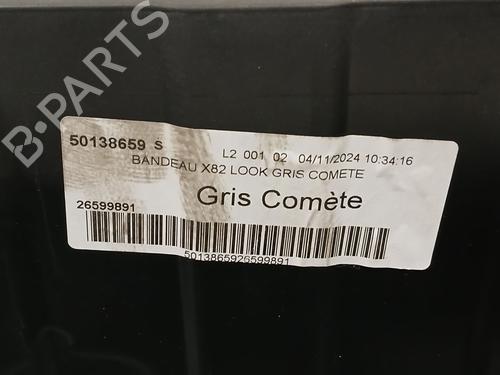 B-PARTS
50138659 S
L2 001 02 04/11/2024 10:34:16
BANDEAU X82 LOOK GRIS COMETE
Gris Comète
26599891
5013865926599891